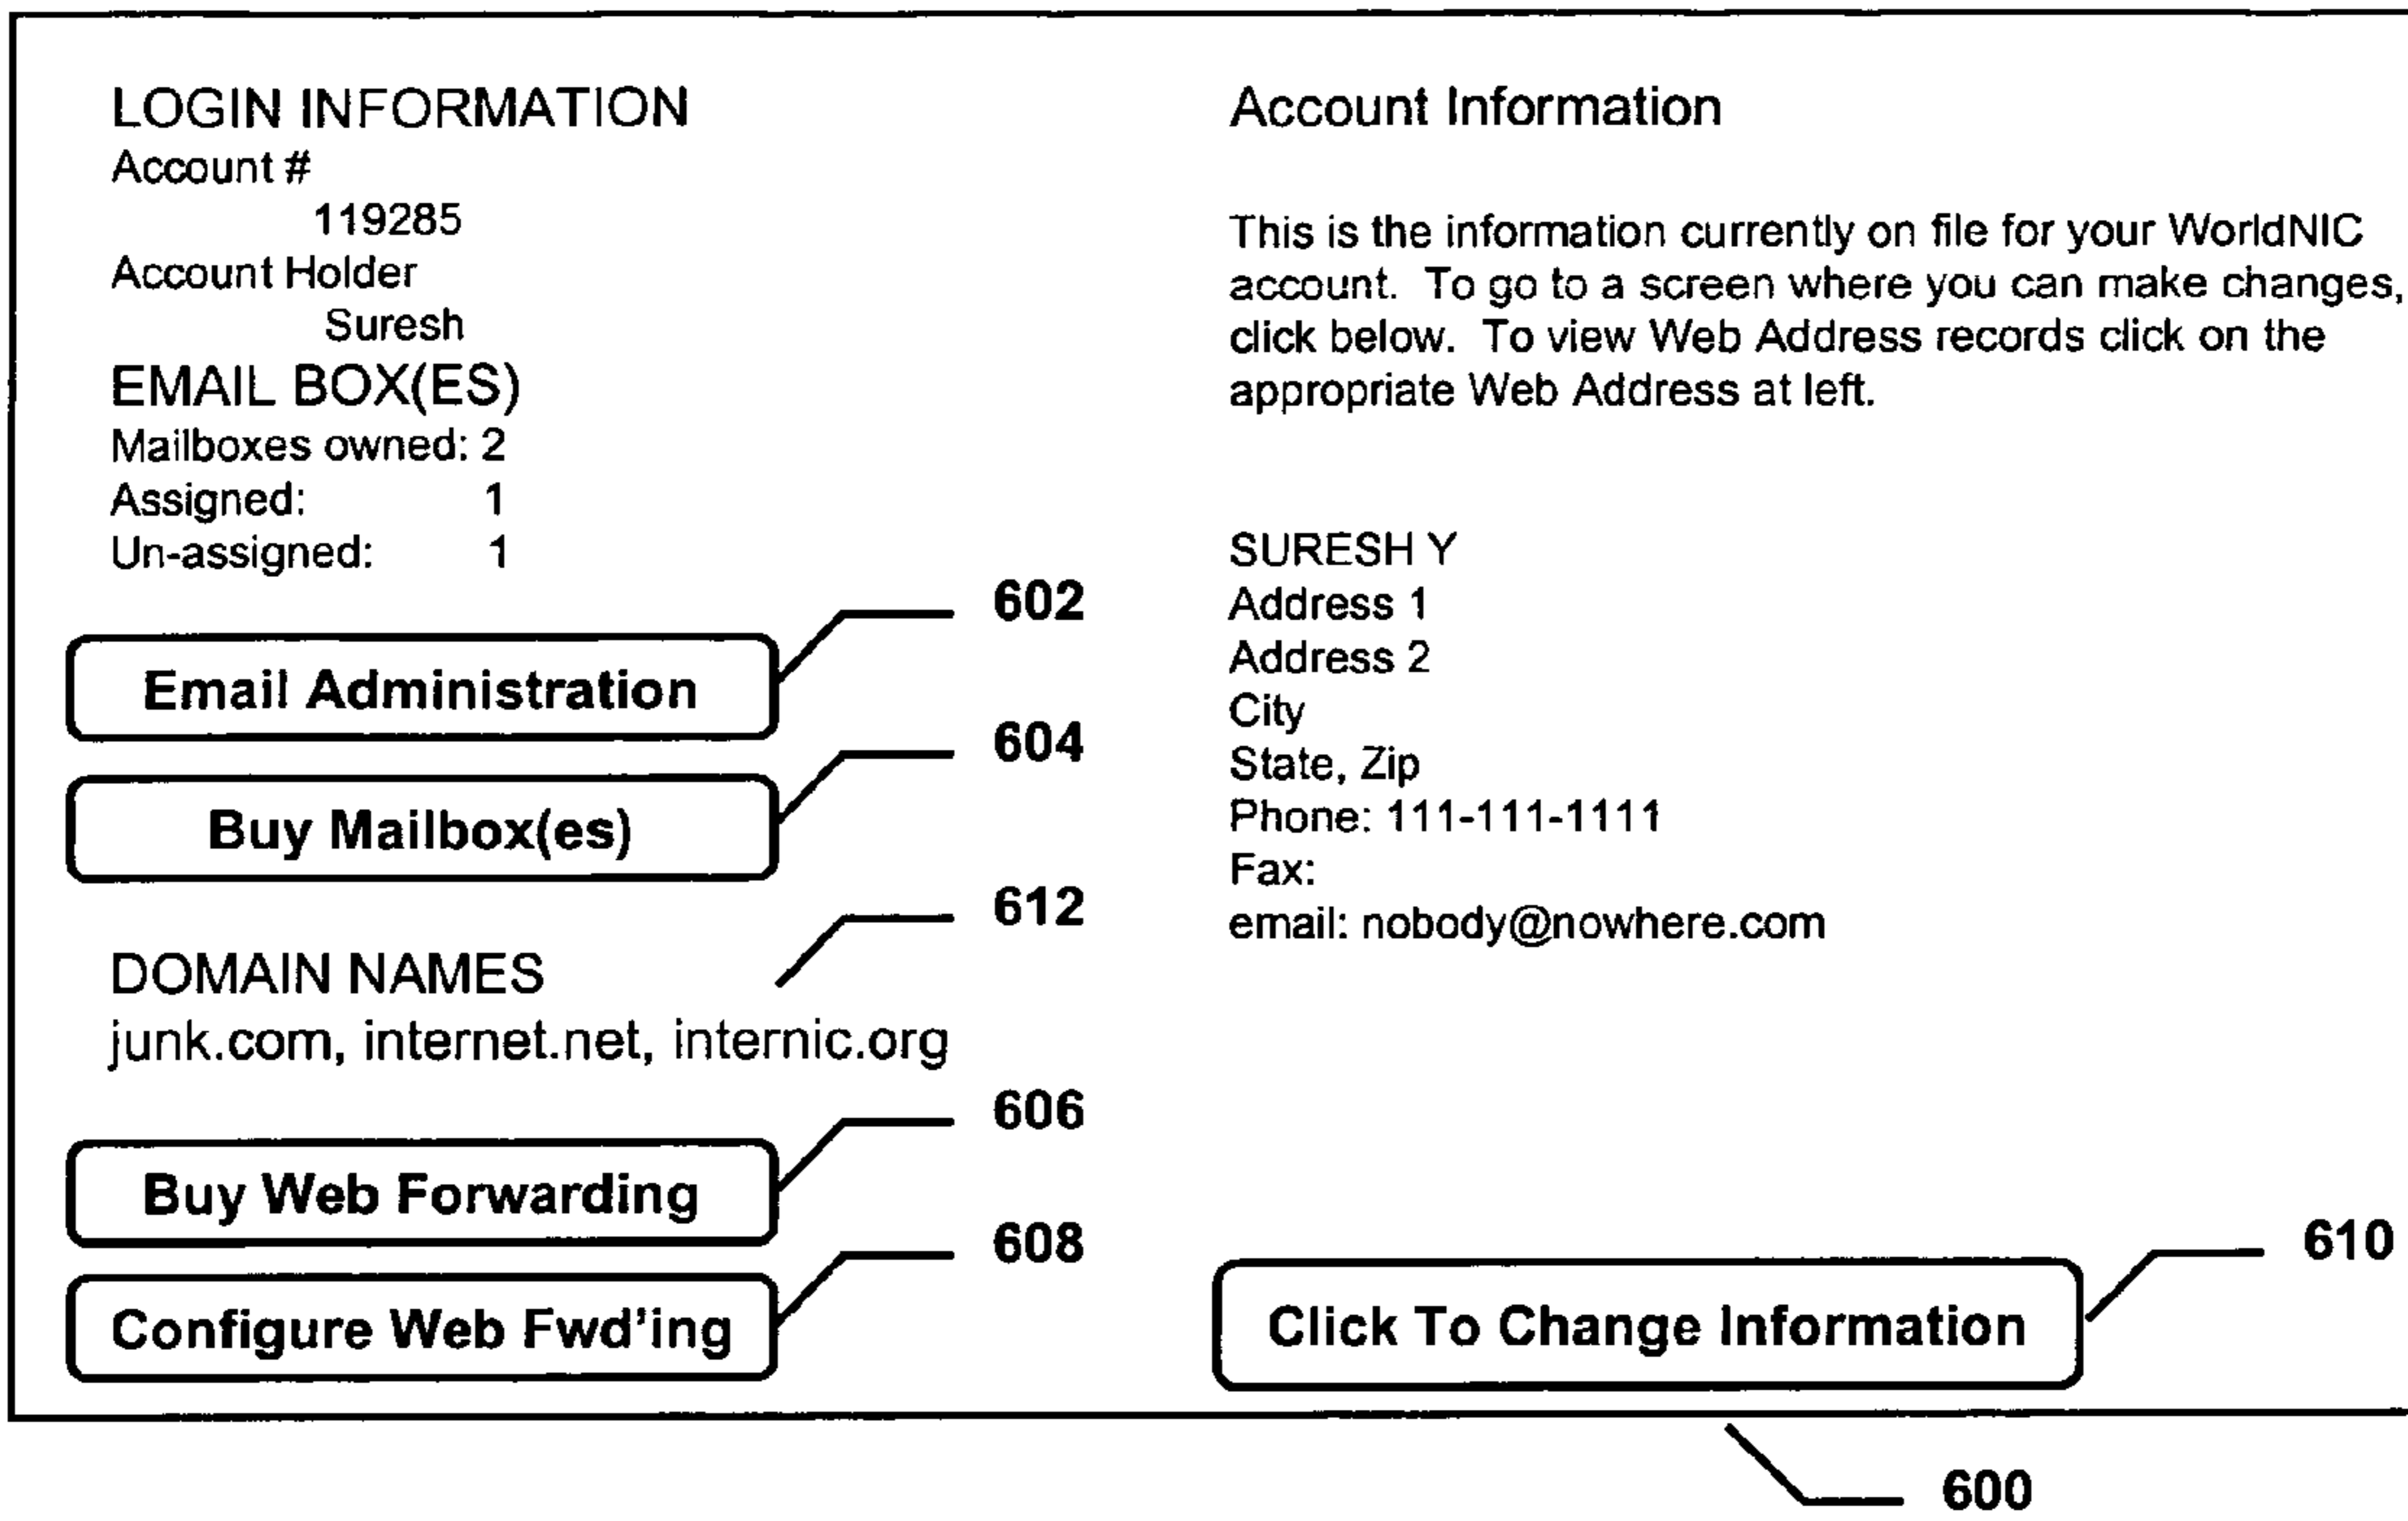 LOGIN INFORMATION
Account #
119285
Account Holder
Suresh
EMAIL BOX(ES)
Mailboxes owned: 2
Assigned: 1
Un-assigned: 1
602
Email Administration
604
Buy Mailbox(es)
612
DOMAIN NAMES
junk.com, internet.net, internic.org
606
Buy Web Forwarding
608
Configure Web Fwd'ing
Account Information
This is the information currently on file for your WorldNIC
account. To go to a screen where you can make changes,
click below. To view Web Address records click on the
appropriate Web Address at left.
SURESH Y
Address 1
Address 2
City
State, Zip
Phone: 111-111-1111
Fax:
email: nobody@nowhere.com
610
Click To Change Information
600